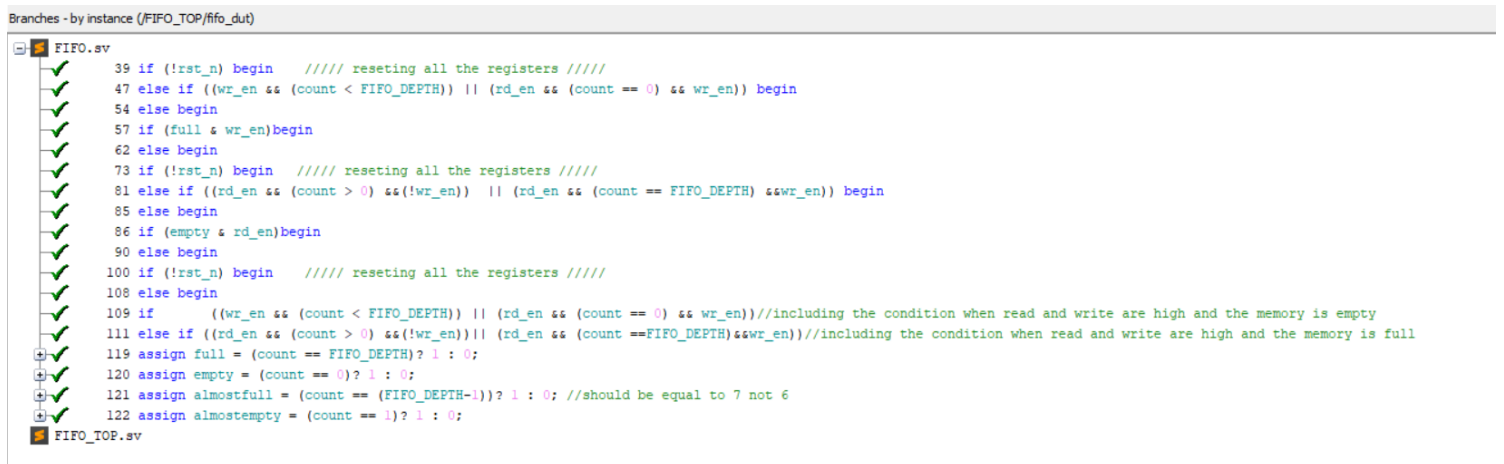 Branches - by instance (/FIFO_TOP/fifo_dut)
FIFO.sv
39 if (!rst_n) begin ///// reseting all the registers /////
47 else if ((wr_en && (count < FIFO_DEPTH)) || (rd_en && (count == 0) && wr_en)) begin
54 else begin
57 if (full & wr_en)begin
62 else begin
73 if (!rst_n) begin ///// reseting all the registers /////
81 else if ((rd_en && (count > 0) &&(!wr_en)) || (rd_en && (count == FIFO_DEPTH) &&wr_en)) begin
85 else begin
86 if (empty & rd_en)begin
90 else begin
100 if (!rst_n) begin ///// reseting all the registers /////
108 else begin
109 if ((wr_en && (count < FIFO_DEPTH)) || (rd_en && (count == 0) && wr_en))//including the condition when read and write are high and the memory is empty
111 else if ((rd_en && (count > 0) &&(!wr_en))|| (rd_en && (count ==FIFO_DEPTH)&&wr_en))//including the condition when read and write are high and the memory is full
119 assign full = (count == FIFO_DEPTH)? 1 : 0;
120 assign empty = (count == 0)? 1 : 0;
121 assign almostfull = (count == (FIFO_DEPTH-1))? 1 : 0; //should be equal to 7 not 6
122 assign almostempty = (count == 1)? 1 : 0;
FIFO_TOP.sv